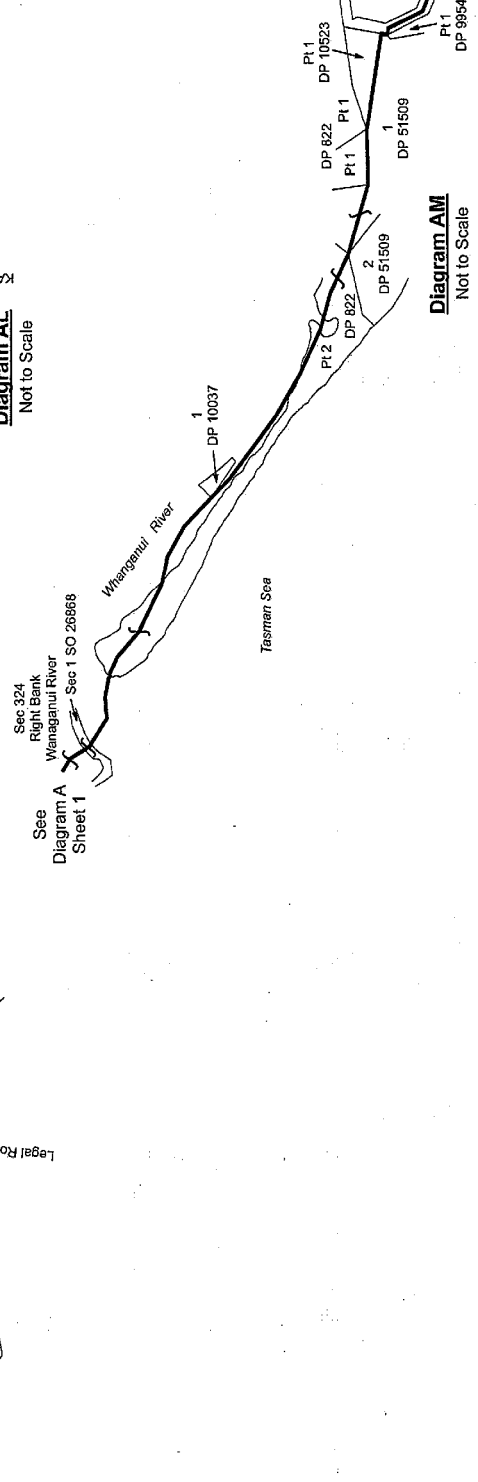 Diagram AL
Not to Scale
See
Diagram A
Sheet 1
Sec 324
Right Bank
Wanaganui River
Sec 1 SO 26868
Whanganui River
1
DP 10037
Tasman Sea
Pt 2
DP 822
2
DP 51509
DP 822
Pt 1
Pt 1
Pt 1
DP 10523
1
DP 51509
Pt 1
DP 9954
Diagram AM
Not to Scale
Legal